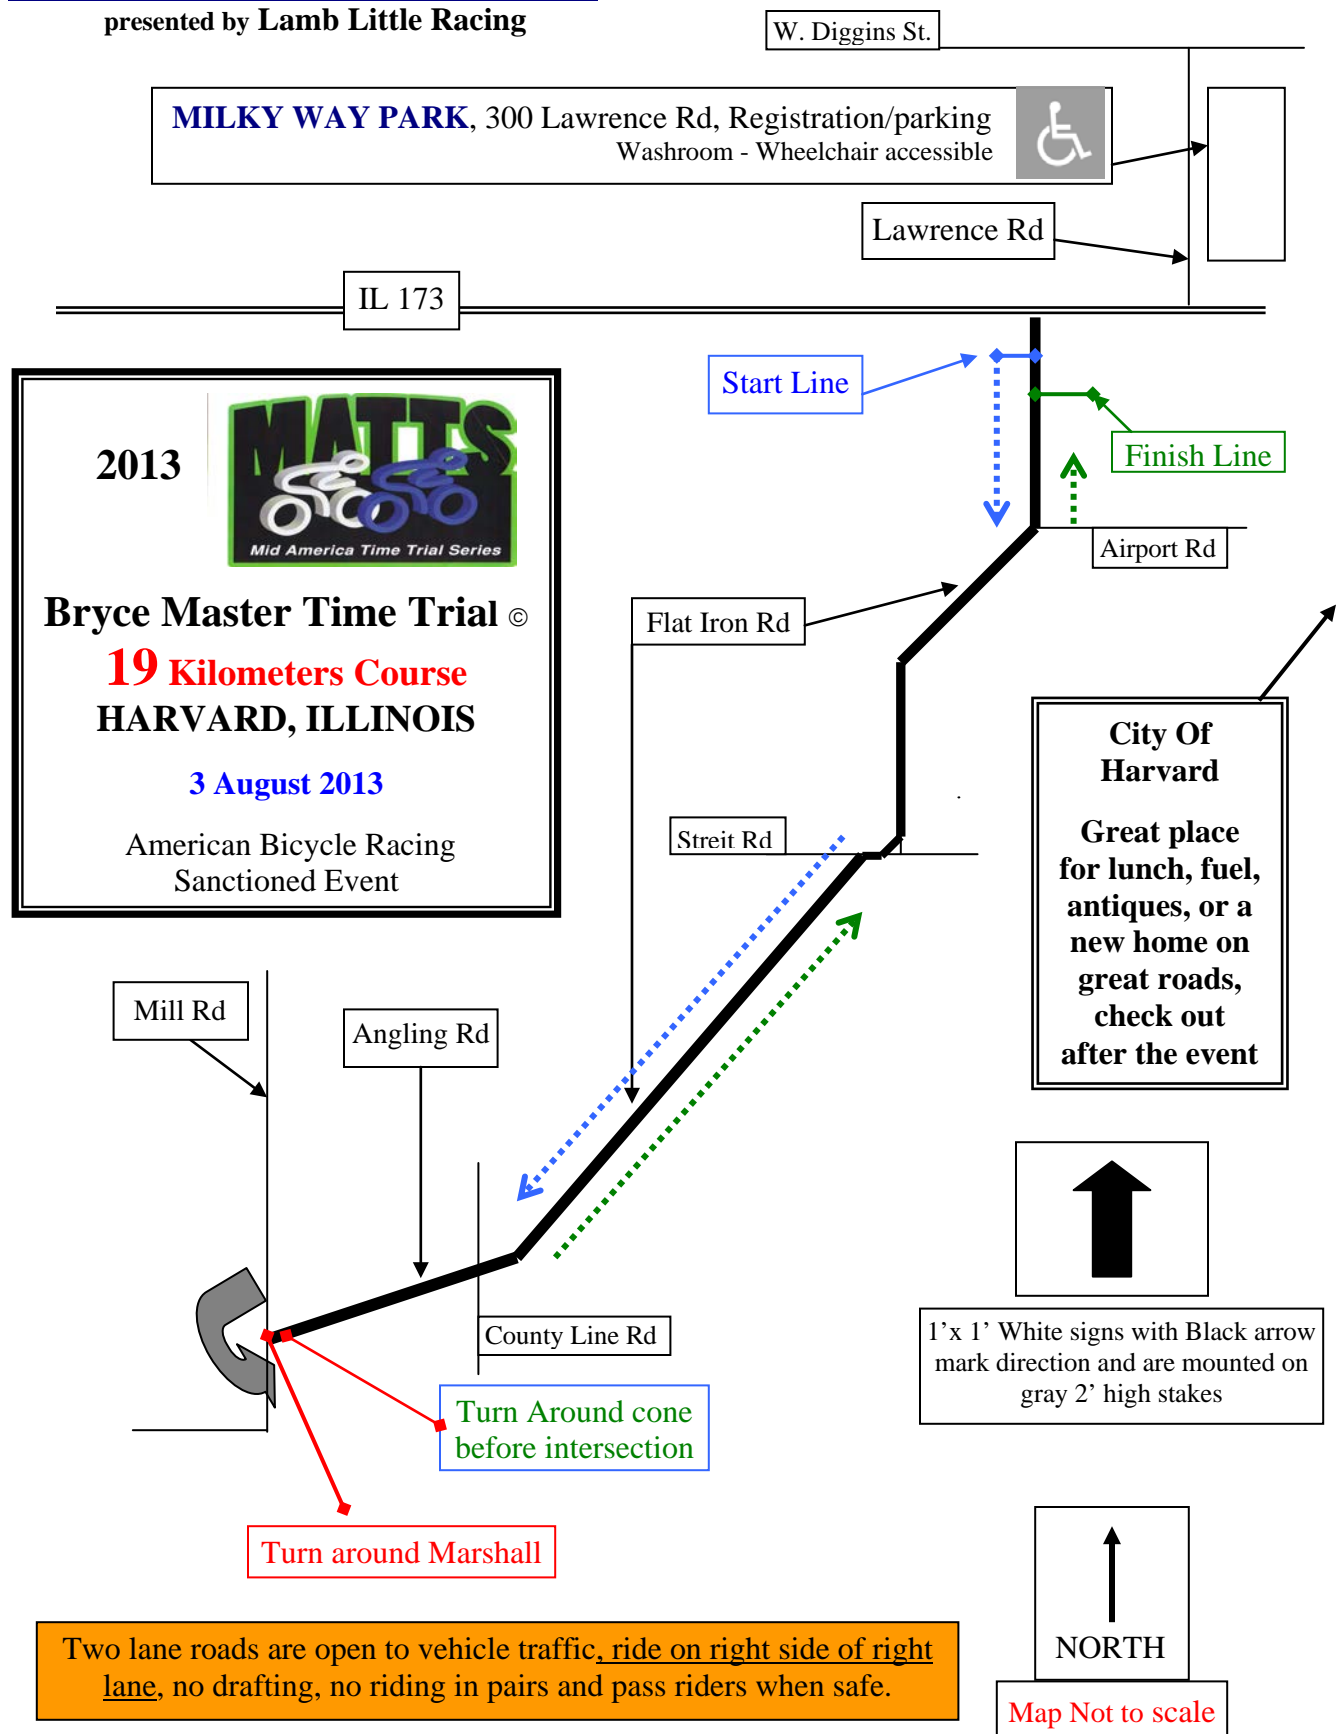 presented by Lamb Little Racing
W. Diggins St.
MILKY WAY PARK, 300 Lawrence Rd, Registration/parking
Washroom - Wheelchair accessible
Lawrence Rd
IL 173
Start Line
Finish Line
2013
MATTS
Mid America Time Trial Series
Bryce Master Time Trial ©
19 Kilometers Course
HARVARD, ILLINOIS
3 August 2013
American Bicycle Racing
Sanctioned Event
Airport Rd
Flat Iron Rd
City Of
Harvard
Great place
for lunch, fuel,
antiques, or a
new home on
great roads,
check out
after the event
Streit Rd
Mill Rd
Angling Rd
County Line Rd
1’x 1’ White signs with Black arrow
mark direction and are mounted on
gray 2’ high stakes
Turn Around cone
before intersection
Turn around Marshall
Two lane roads are open to vehicle traffic, ride on right side of right
lane, no drafting, no riding in pairs and pass riders when safe.
NORTH
Map Not to scale